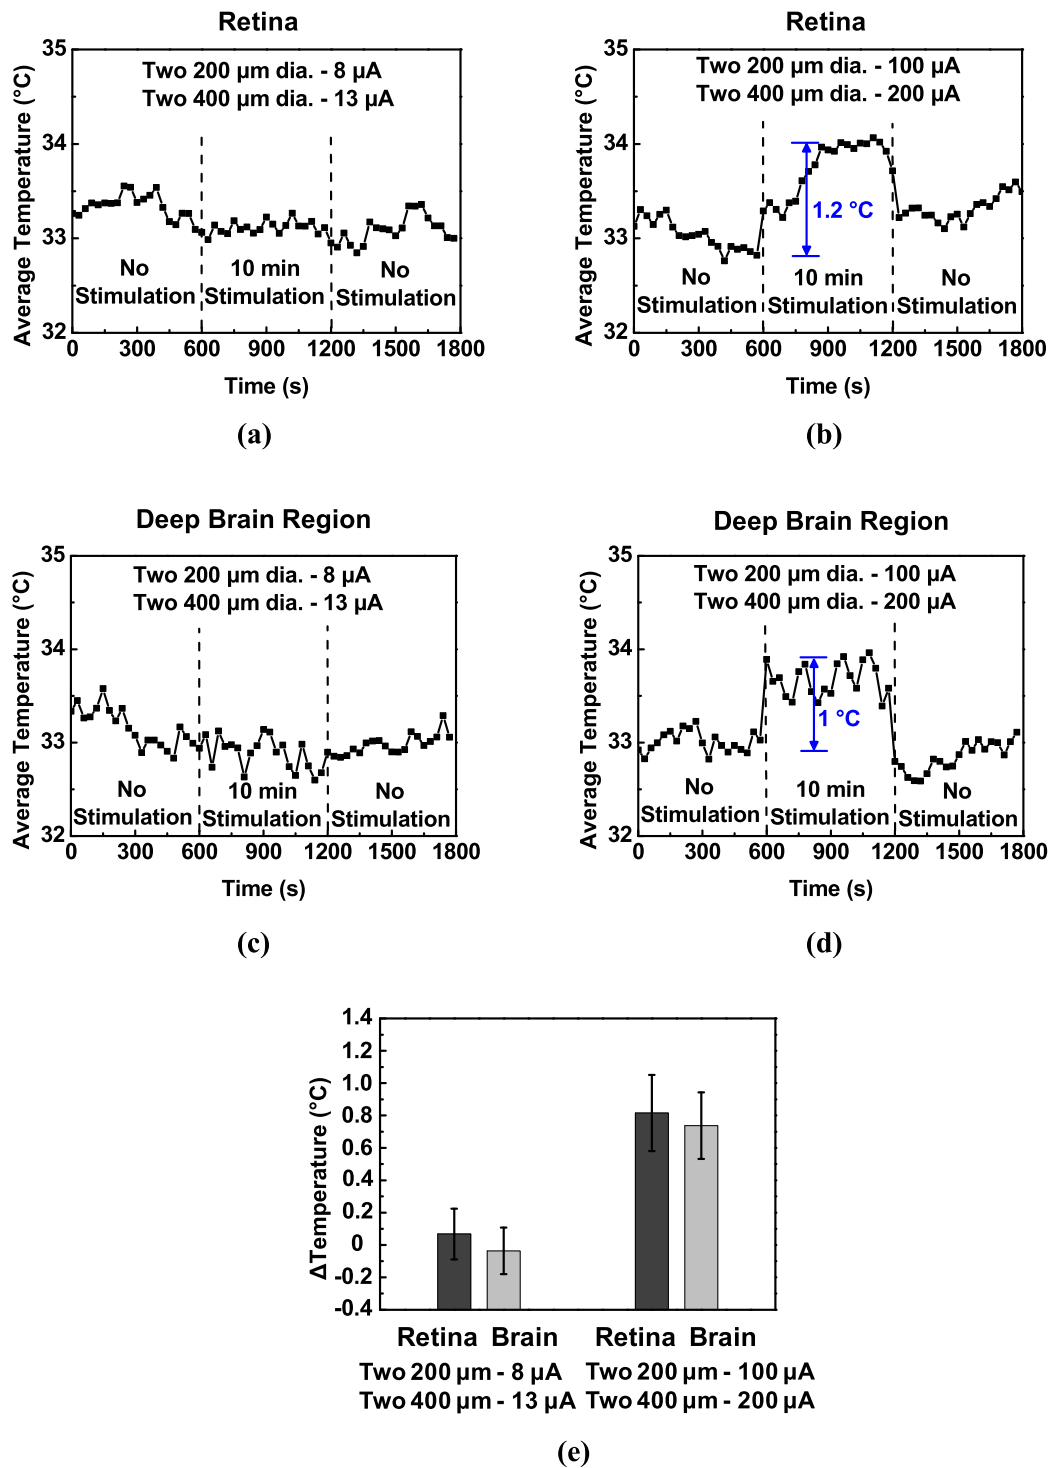 Retina
35
34
33
32
Average Temperature (°C)
Two 200 µm dia. - 8 µA
Two 400 µm dia. - 13 µA
No
Stimulation
10 min
Stimulation
No
Stimulation
0 300 600 900 1200 1500 1800
Time (s)
(a)
Retina
35
34
33
32
Average Temperature (°C)
Two 200 µm dia. - 100 µA
Two 400 µm dia. - 200 µA
1.2 °C
No
Stimulation
10 min
Stimulation
No
Stimulation
0 300 600 900 1200 1500 1800
Time (s)
(b)
Deep Brain Region
35
34
33
32
Average Temperature (°C)
Two 200 µm dia. - 8 µA
Two 400 µm dia. - 13 µA
No
Stimulation
10 min
Stimulation
No
Stimulation
0 300 600 900 1200 1500 1800
Time (s)
(c)
Deep Brain Region
35
34
33
32
Average Temperature (°C)
Two 200 µm dia. - 100 µA
Two 400 µm dia. - 200 µA
1 °C
No
Stimulation
10 min
Stimulation
No
Stimulation
0 300 600 900 1200 1500 1800
Time (s)
(d)
1.4
1.2
1.0
0.8
0.6
0.4
0.2
0
-0.2
-0.4
ΔTemperature (°C)
Retina Brain Retina Brain
Two 200 µm - 8 µA Two 200 µm - 100 µA
Two 400 µm - 13 µA Two 400 µm - 200 µA
(e)